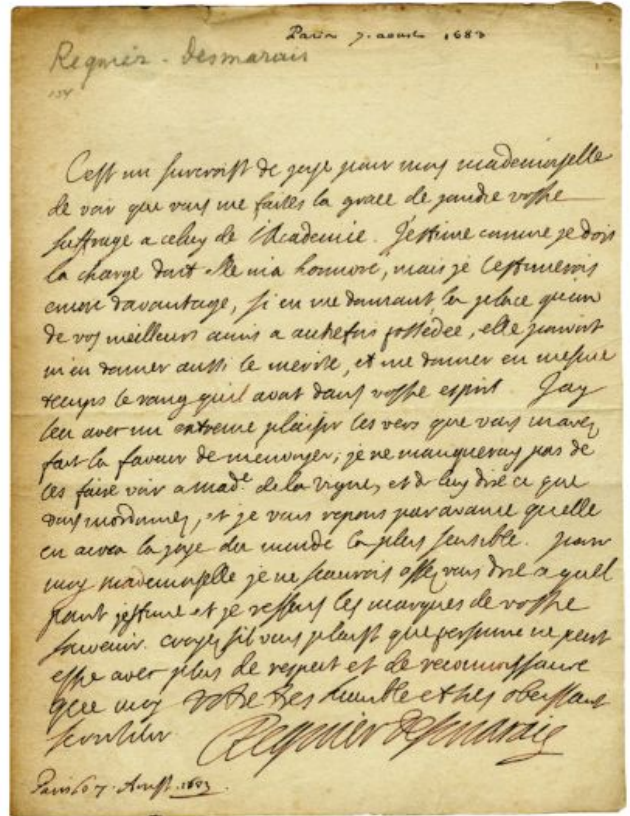 Paris 7. aoust 1683
Regnier - Desmarais
154
C'est un surcroist de joye pour moy mademoiselle
de voir que vous me faites la grace de joindre vostre
suffrage a celuy de l'Academie. J'estime comme je dois
la charge dont elle m'a honnoré, mais je l'estimerois
encor davantage, si en me donnant la place qu'un
de vos meilleurs amis a autrefois possedée, elle pouvoit
m'en donner aussi le merite, et me donner en mesme
temps le rang qu'il avoit dans vostre esprit. J'ay
leu avec un extreme plaisir les vers que vous m'avez
fait la faveur de m'envoyer; je ne manqueray pas de
les faire voir a Mad.e de la Vigne, et de luy dire ce que
vous m'ordonnez, et je vous repons par avance qu'elle
en aura la joye du monde la plus sensible. pour
moy mademoiselle je ne sçaurois assez vous dire a quel
point j'estime et je ressens les marques de vostre
souvenir. croyez s'il vous plaist que personne ne peut
estre avec plus de respect et de reconnoissance
que moy votre tres humble et tres obeissant
serviteur Regnier Desmarais
Paris le 7. Aoust. 1683.